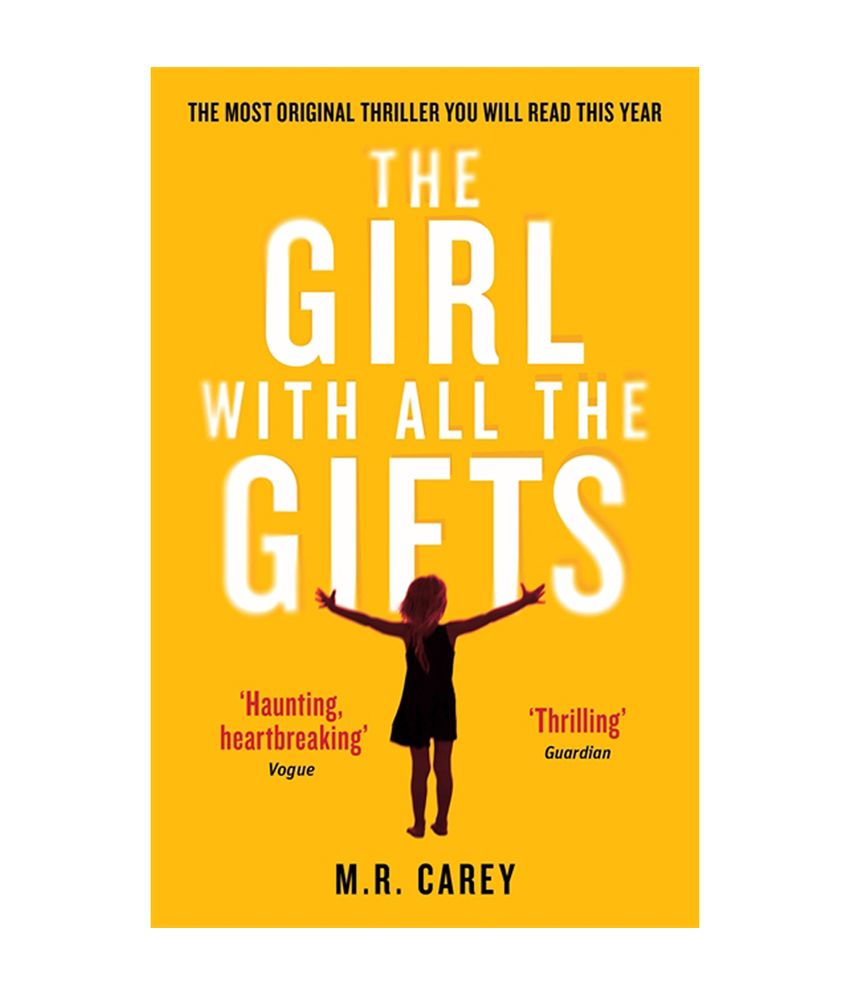 THE MOST ORIGINAL THRILLER YOU WILL READ THIS YEAR
THE
GIRL
WITH ALL THE
GIFTS
‘Haunting,
heartbreaking’
Vogue
‘Thrilling’
Guardian
M.R. CAREY